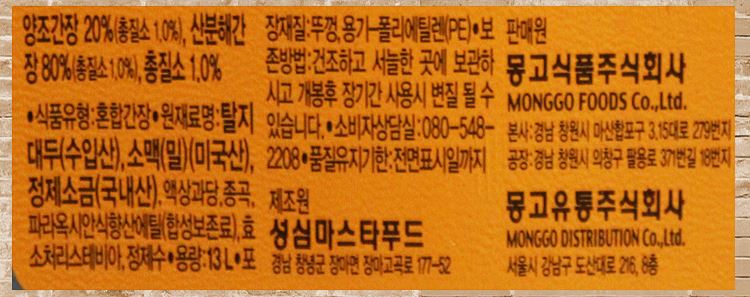 양조간장 20%(총질소 1.0%), 산분해간
장 80%(총질소1.0%), 총질소 1.0%
•식품유형:혼합간장•원재료명:탈지
대두(수입산), 소맥(밀)(미국산),
정제소금(국내산), 액상과당, 종곡,
파라옥시안식향산에틸(합성보존료), 효
소처리스테비아, 정제수•용량:13L•포
장재질:뚜껑,용기-폴리에틸렌(PE)•보
존방법:건조하고 서늘한 곳에 보관하
시고 개봉후 장기간 사용시 변질 될 수
있습니다.•소비자상담실:080-548-
2208•품질유지기한:전면표시일까지
제조원
성심마스타푸드
경남 창녕군 장마면 장마고곡로 177-52
판매원
몽고식품주식회사
MONGGO FOODS Co.,Ltd.
본사:경남 창원시 마산합포구 3.15대로 279번지
공장:경남 창원시 의창구 팔용로 371번길 18번지
몽고유통주식회사
MONGGO DISTRIBUTION Co.,Ltd.
서울시 강남구 도산대로 216, 8층